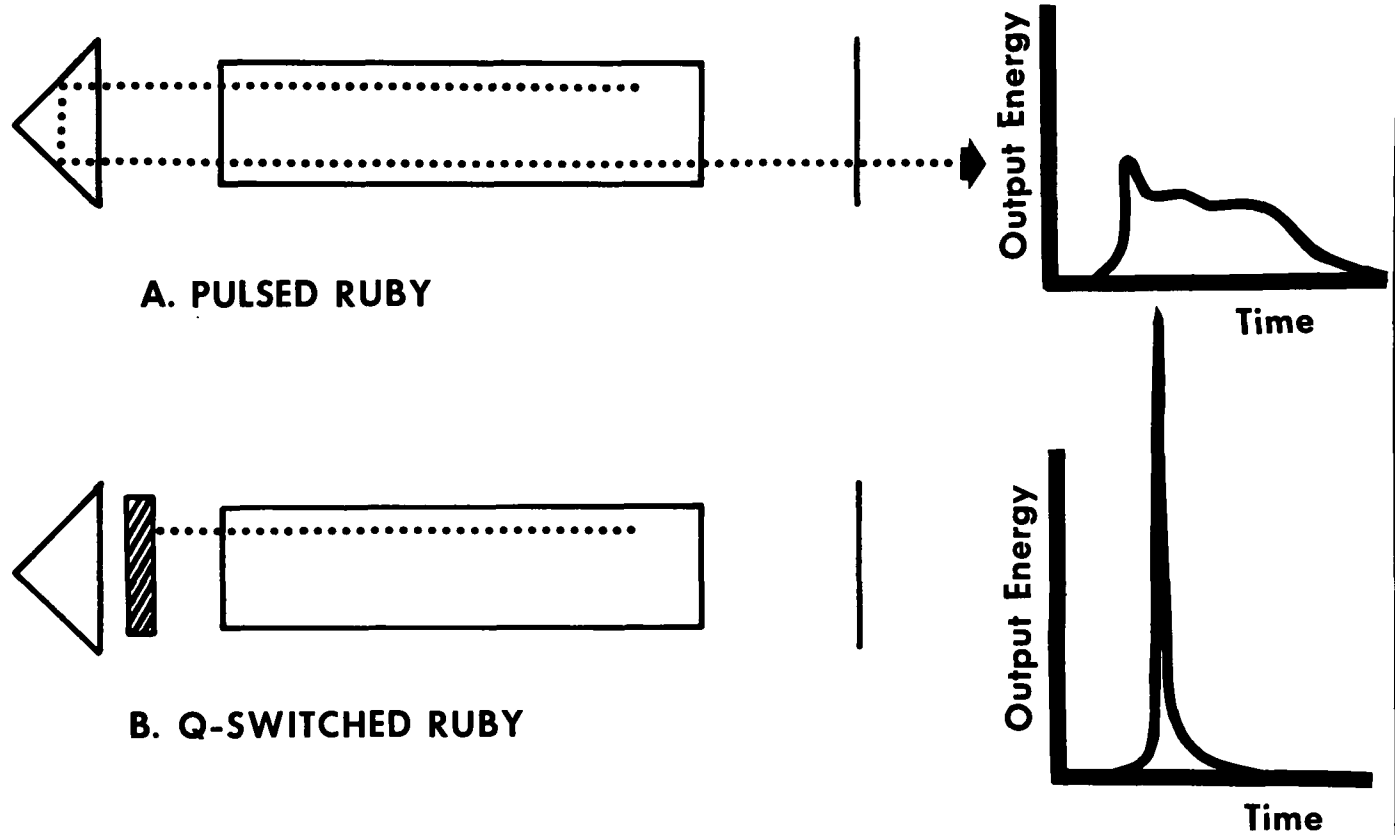 Output Energy
Time
A. PULSED RUBY
Output Energy
Time
B. Q-SWITCHED RUBY